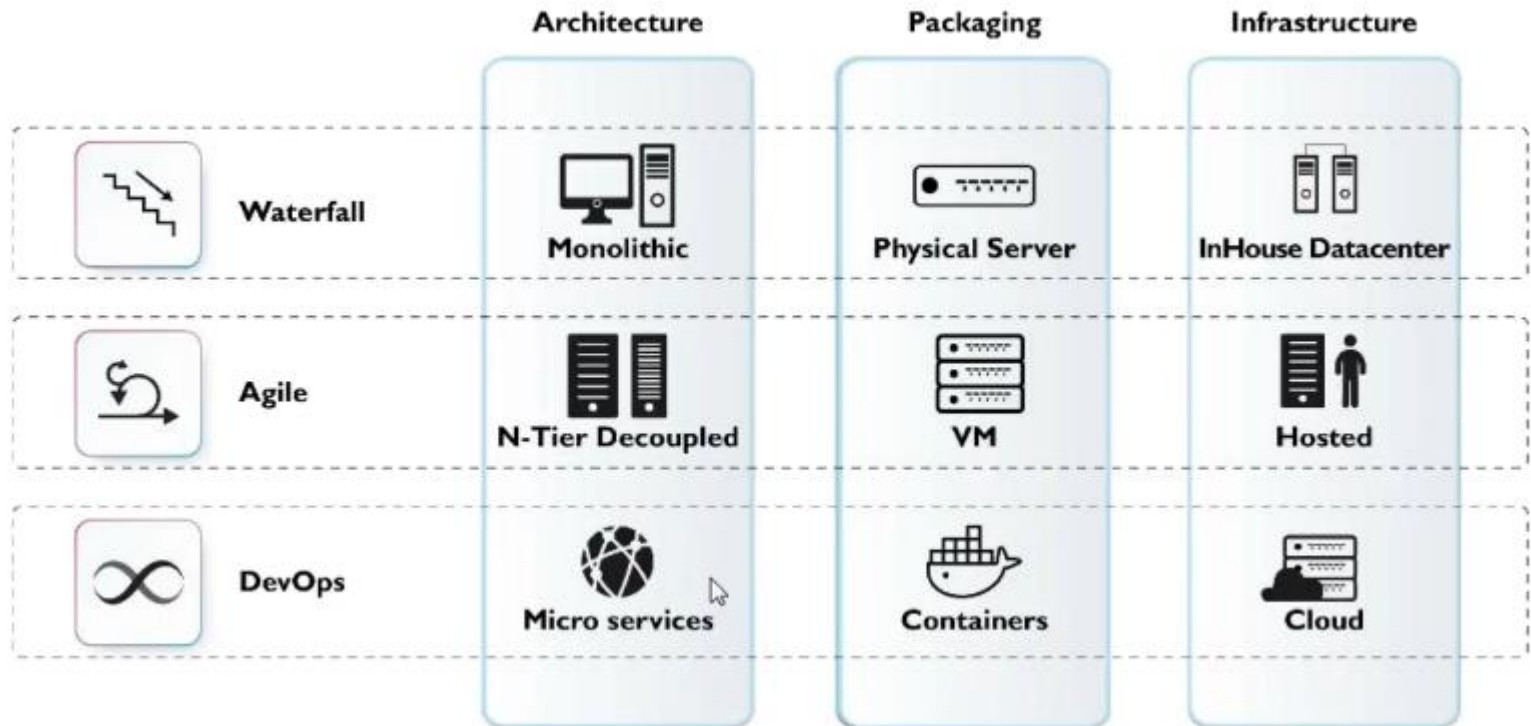 Architecture
Packaging
Infrastructure
Waterfall
Monolithic
Physical Server
InHouse Datacenter
Agile
N-Tier Decoupled
VM
Hosted
DevOps
Micro services
Containers
Cloud